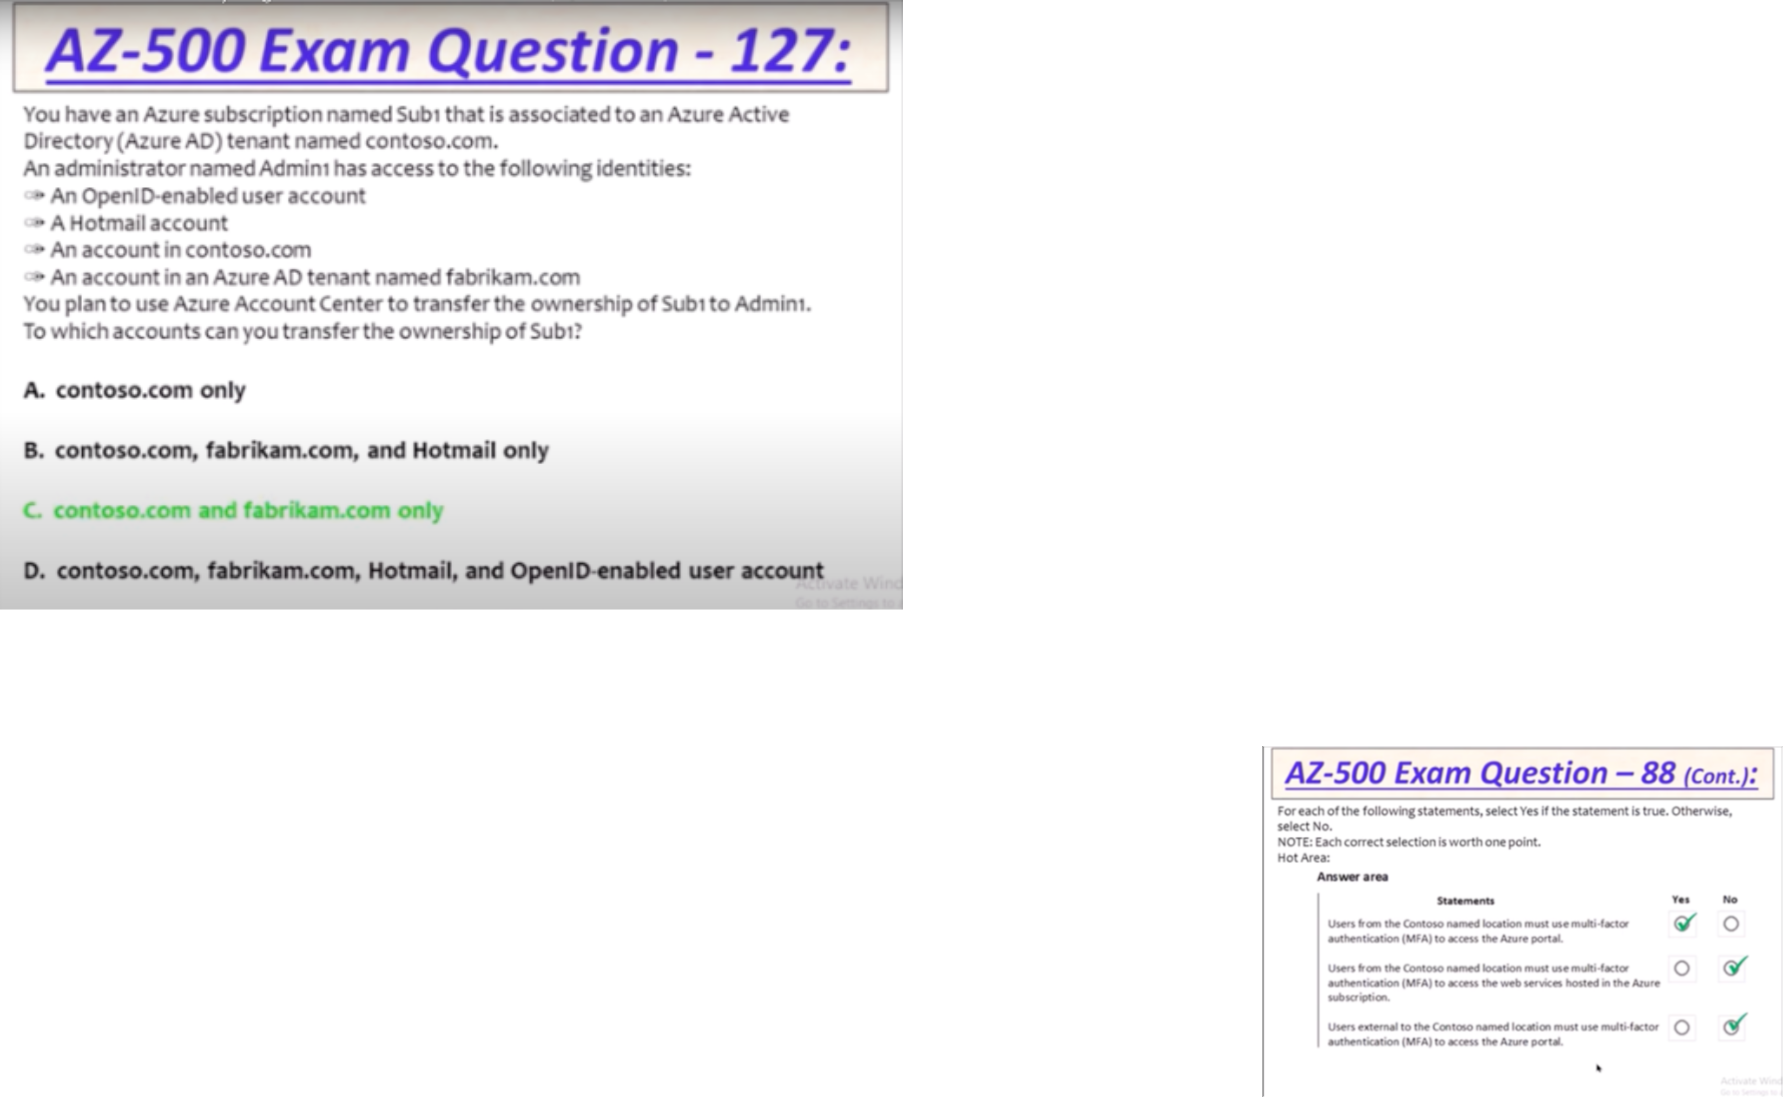 AZ-500 Exam Question - 127:
You have an Azure subscription named Sub1 that is associated to an Azure Active
Directory (Azure AD) tenant named contoso.com.
An administrator named Admin1 has access to the following identities:
An OpenID-enabled user account
A Hotmail account
An account in contoso.com
An account in an Azure AD tenant named fabrikam.com
You plan to use Azure Account Center to transfer the ownership of Sub1 to Admin1.
To which accounts can you transfer the ownership of Sub1?
A. contoso.com only
B. contoso.com, fabrikam.com, and Hotmail only
C. contoso.com and fabrikam.com only
D. contoso.com, fabrikam.com, Hotmail, and OpenID-enabled user account
Activate Wind
Go to Settings to
AZ-500 Exam Question – 88 (Cont.):
For each of the following statements, select Yes if the statement is true. Otherwise,
select No.
NOTE: Each correct selection is worth one point.
Hot Area:
Answer area
Statements Yes No
Users from the Contoso named location must use multi-factor
authentication (MFA) to access the Azure portal.
Users from the Contoso named location must use multi-factor
authentication (MFA) to access the web services hosted in the Azure
subscription.
Users external to the Contoso named location must use multi-factor
authentication (MFA) to access the Azure portal.
Activate Wind
Go to Settings to